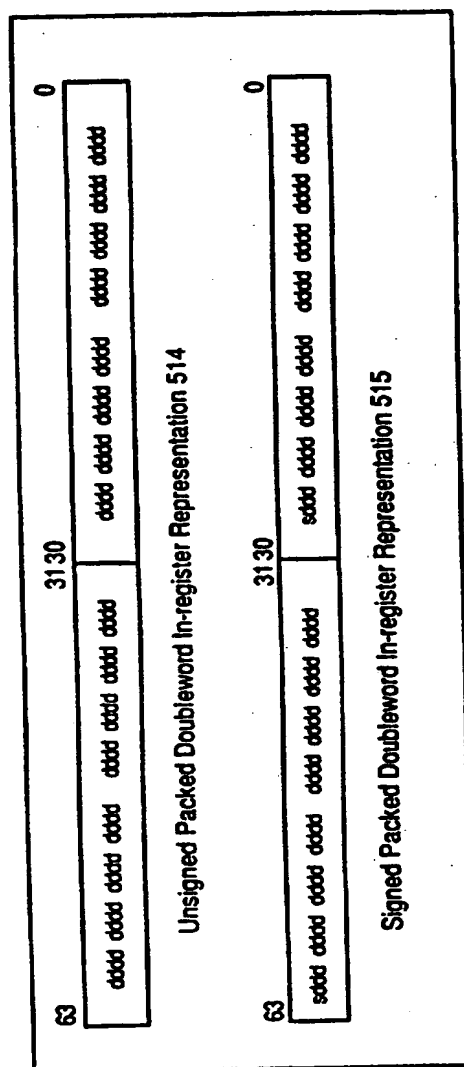 63 3130 0
dddd dddd dddd dddd dddd dddd dddd dddd dddd dddd dddd dddd dddd dddd dddd dddd
Unsigned Packed Doubleword In-register Representation 514
63 3130 0
sddd dddd dddd dddd dddd dddd dddd dddd sddd dddd dddd dddd dddd dddd dddd dddd
Signed Packed Doubleword In-register Representation 515